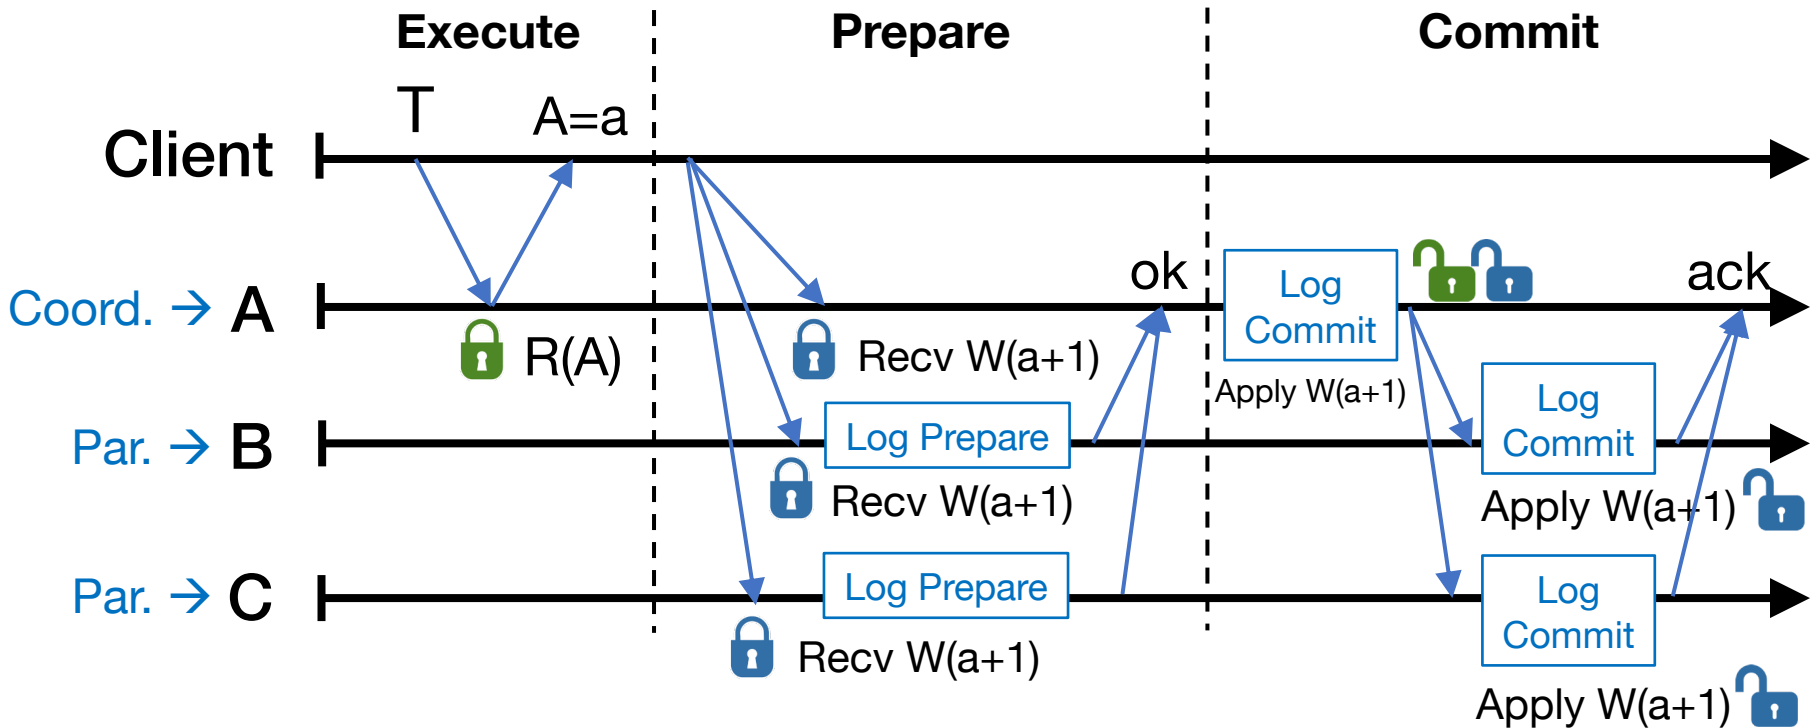 Execute
Prepare
Commit
T
A=a
Client
Coord. → A
R(A)
Recv W(a+1)
ok
Log
Commit
Apply W(a+1)
ack
Par. → B
Log Prepare
Recv W(a+1)
Log
Commit
Apply W(a+1)
Par. → C
Log Prepare
Recv W(a+1)
Log
Commit
Apply W(a+1)